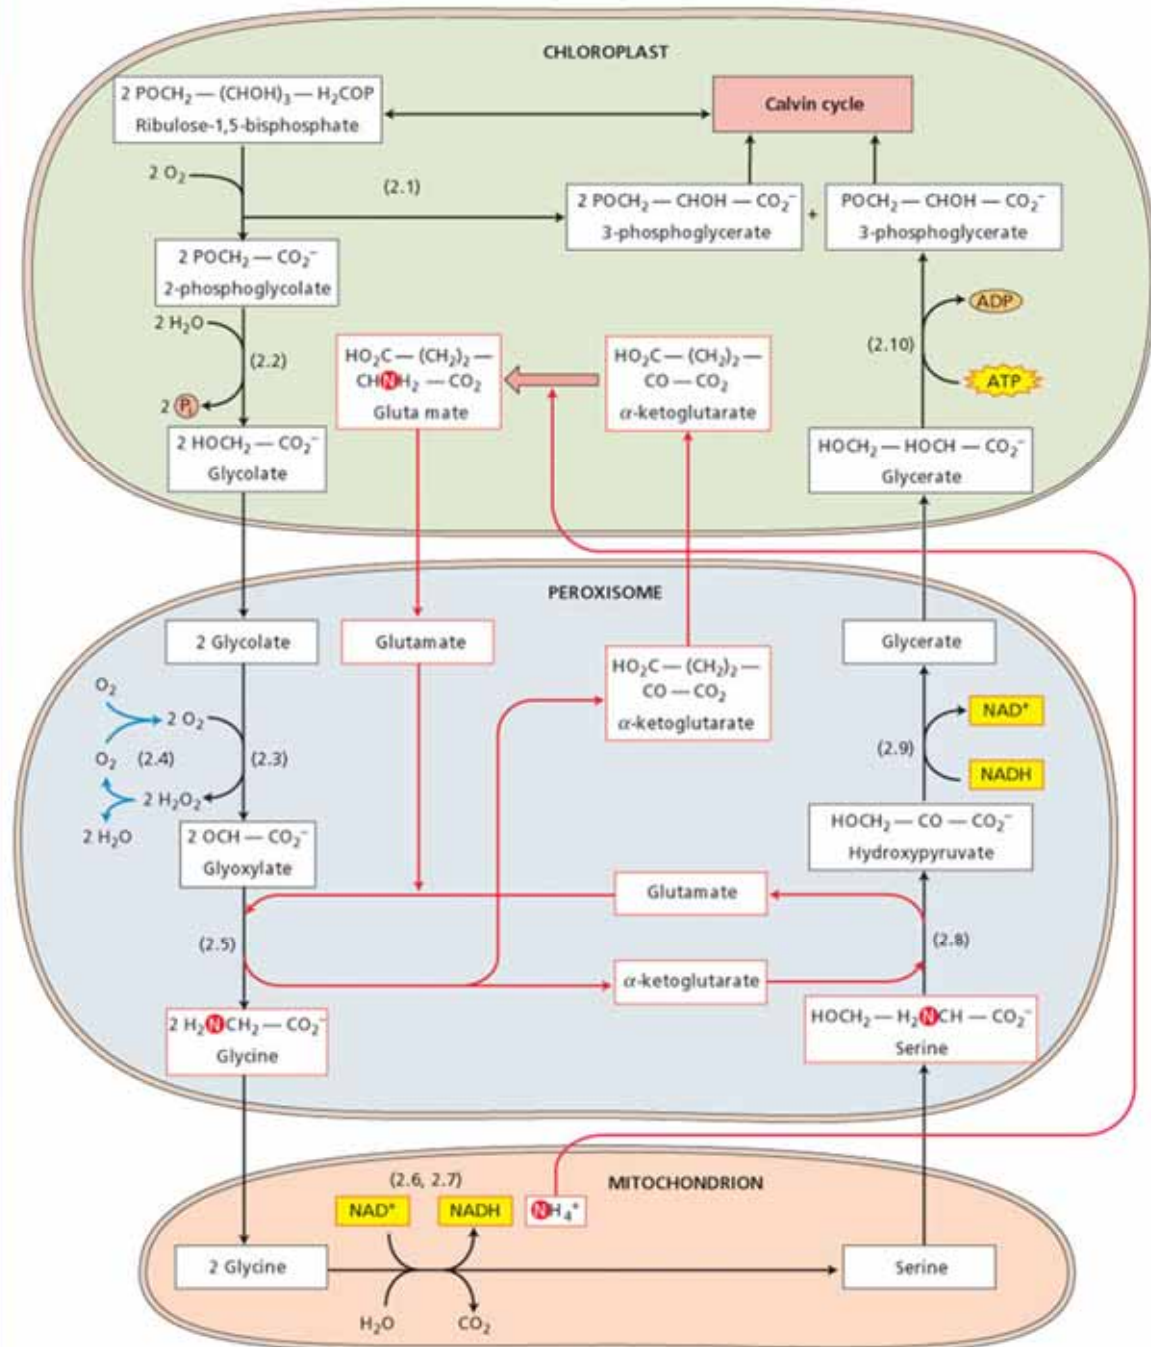 CHLOROPLAST
2 POCH₂ — (CHOH)₃ — H₂COP
Ribulose-1,5-bisphosphate
Calvin cycle
2 O₂
(2.1)
2 POCH₂ — CHOH — CO₂⁻
3-phosphoglycerate
+
POCH₂ — CHOH — CO₂⁻
3-phosphoglycerate
2 POCH₂ — CO₂⁻
2-phosphoglycolate
ADP
2 H₂O
(2.2)
(2.10)
HO₂C — (CH₂)₂ —
CHNH₂ — CO₂
Gluta mate
HO₂C — (CH₂)₂ —
CO — CO₂
α-ketoglutarate
ATP
2 Pᵢ
2 HOCH₂ — CO₂⁻
Glycolate
HOCH₂ — HOCH — CO₂⁻
Glycerate
PEROXISOME
2 Glycolate
Glutamate
Glycerate
HO₂C — (CH₂)₂ —
CO — CO₂
α-ketoglutarate
O₂
2 O₂
NAD⁺
O₂
(2.4)
(2.3)
(2.9)
NADH
2 H₂O₂
2 H₂O
2 OCH — CO₂⁻
Glyoxylate
HOCH₂ — CO — CO₂⁻
Hydroxypyruvate
Glutamate
(2.5)
(2.8)
α-ketoglutarate
2 H₂NCH₂ — CO₂⁻
Glycine
HOCH₂ — H₂NCH — CO₂⁻
Serine
(2.6, 2.7)
MITOCHONDRION
NAD⁺
NADH
NH₄⁺
2 Glycine
Serine
H₂O
CO₂